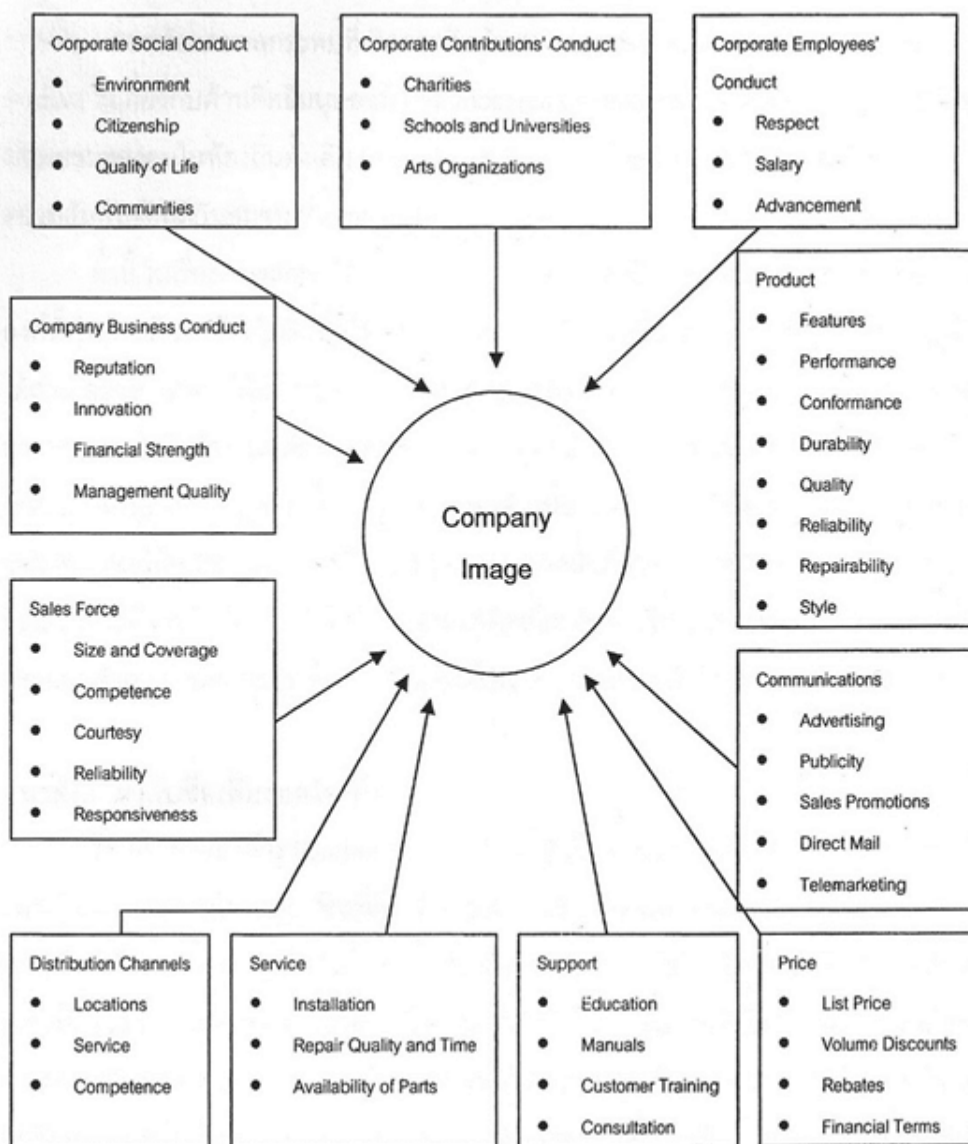 Corporate Social Conduct
● Environment
● Citizenship
● Quality of Life
● Communities
Corporate Contributions' Conduct
● Charities
● Schools and Universities
● Arts Organizations
Corporate Employees'
Conduct
● Respect
● Salary
● Advancement
Company Business Conduct
● Reputation
● Innovation
● Financial Strength
● Management Quality
Product
● Features
● Performance
● Conformance
● Durability
● Quality
● Reliability
● Repairability
● Style
Company
Image
Sales Force
● Size and Coverage
● Competence
● Courtesy
● Reliability
● Responsiveness
Communications
● Advertising
● Publicity
● Sales Promotions
● Direct Mail
● Telemarketing
Distribution Channels
● Locations
● Service
● Competence
Service
● Installation
● Repair Quality and Time
● Availability of Parts
Support
● Education
● Manuals
● Customer Training
● Consultation
Price
● List Price
● Volume Discounts
● Rebates
● Financial Terms